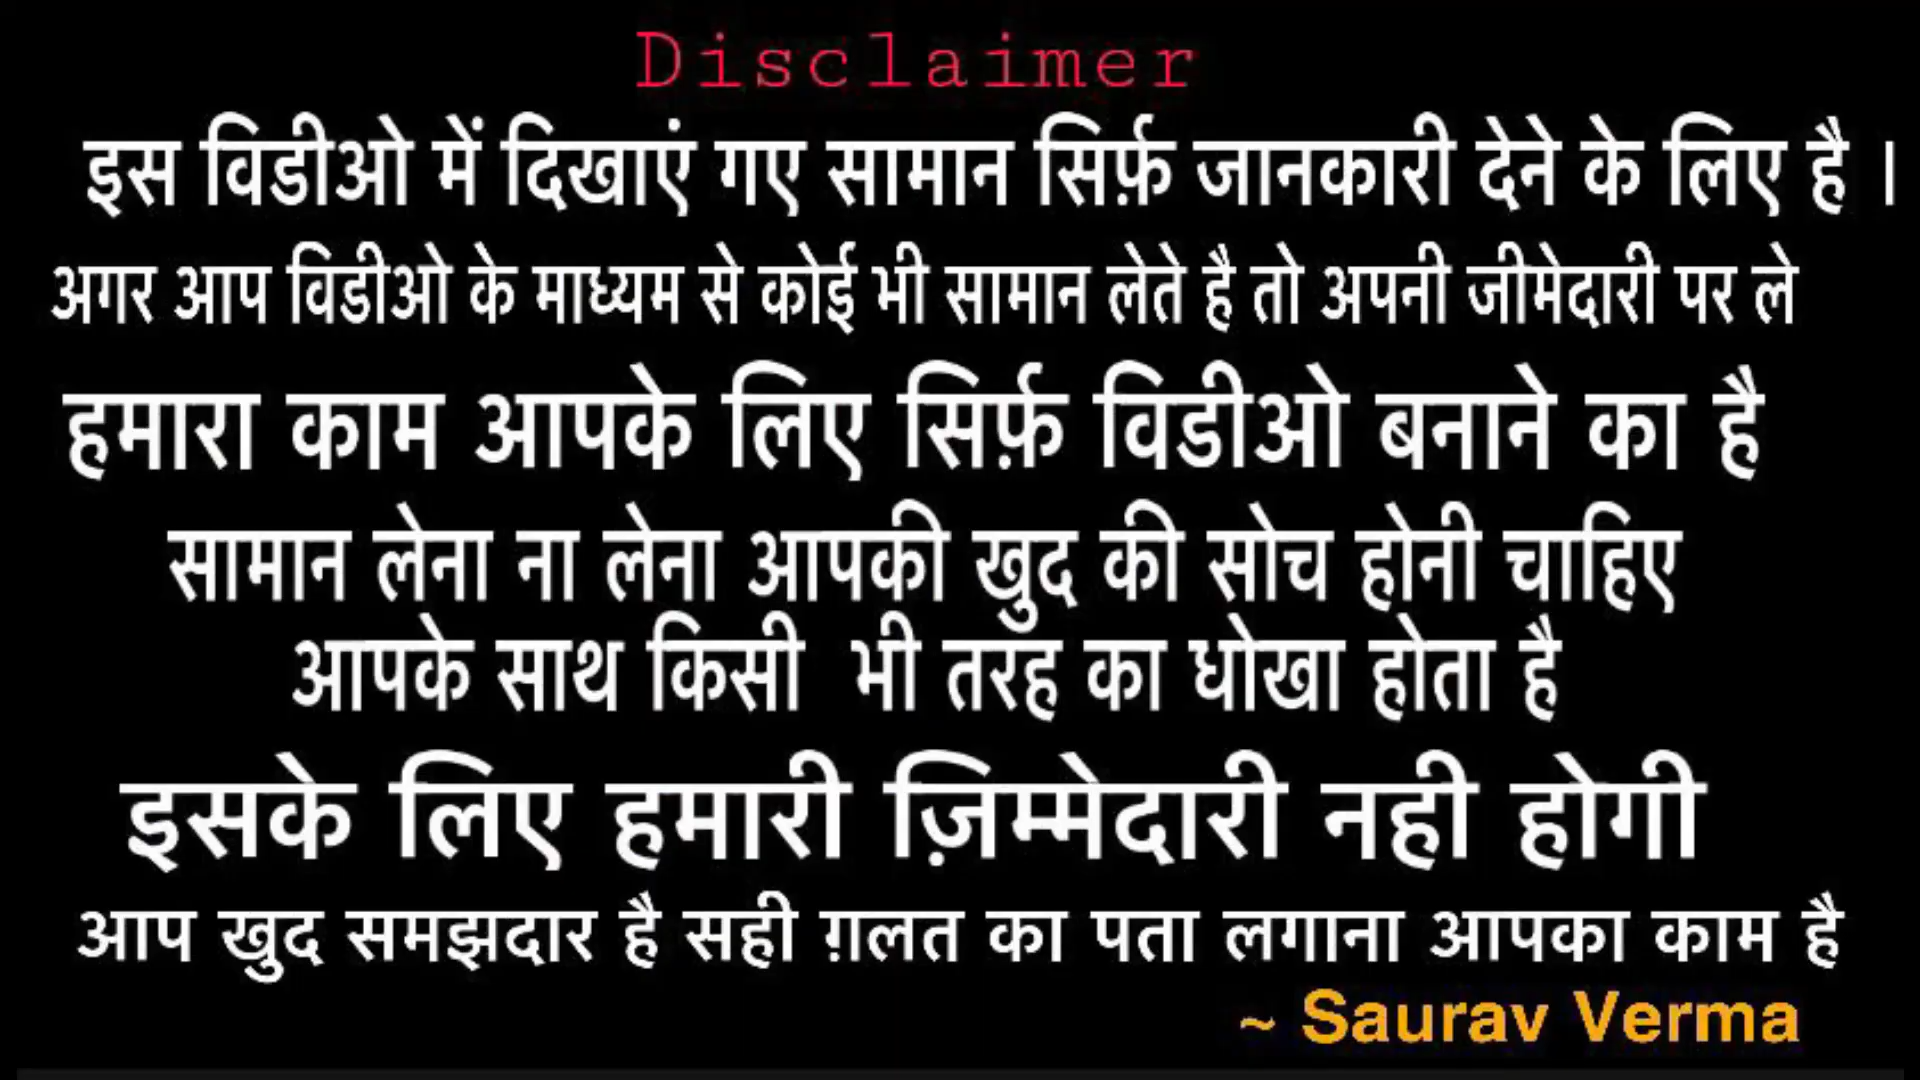 Disclaimer
इस विडीओ में दिखाएं गए सामान सिर्फ़ जानकारी देने के लिए है ।
अगर आप विडीओ के माध्यम से कोई भी सामान लेते है तो अपनी जीमेदारी पर ले
हमारा काम आपके लिए सिर्फ़ विडीओ बनाने का है
सामान लेना ना लेना आपकी खुद की सोच होनी चाहिए
आपके साथ किसी भी तरह का धोखा होता है
इसके लिए हमारी ज़िम्मेदारी नही होगी
आप खुद समझदार है सही ग़लत का पता लगाना आपका काम है
~ Saurav Verma